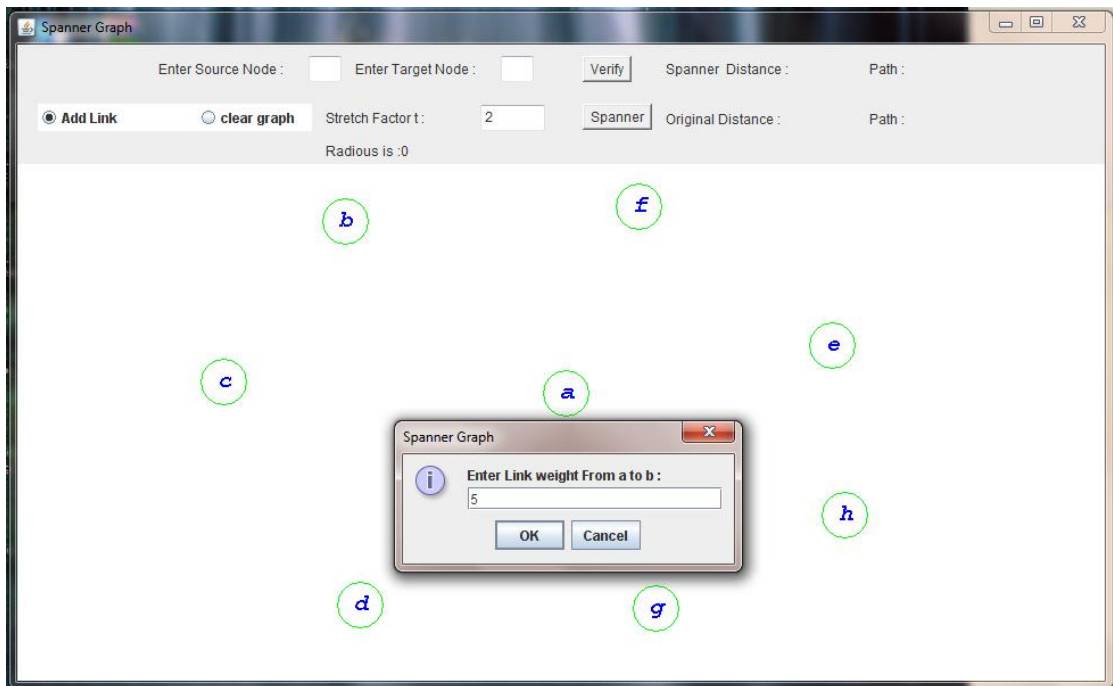 Spanner Graph
Enter Source Node : Enter Target Node : Verify Spanner Distance : Path :
Add Link clear graph Stretch Factor t : 2 Spanner Original Distance : Path :
Radious is :0
b f
e
c a
Spanner Graph
Enter Link weight From a to b :
5
OK Cancel
h
d g